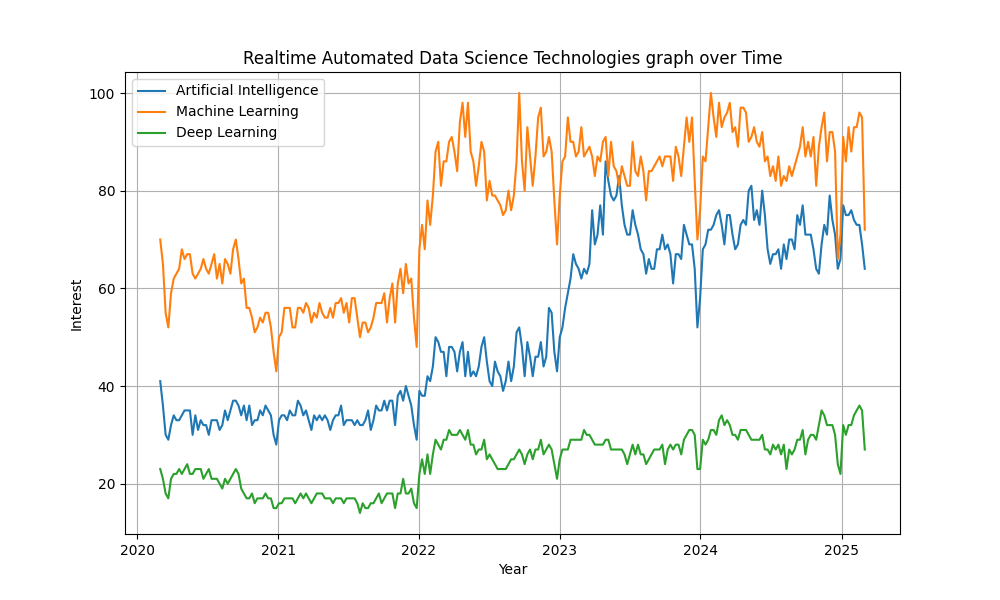 Realtime Automated Data Science Technologies graph over Time
Artificial Intelligence
Machine Learning
Deep Learning
100
80
60
40
20
Interest
2020 2021 2022 2023 2024 2025
Year